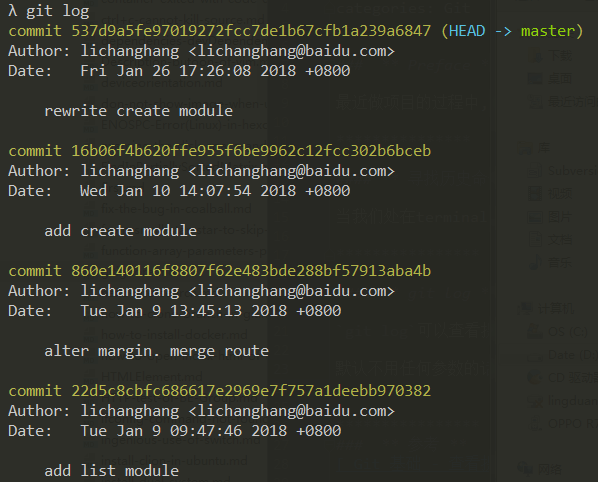 λ git log
commit 537d9a5fe97019272fcc7de1b67cfb1a239a6847 (HEAD -> master)
Author: lichanghang <lichanghang@baidu.com>
Date:   Fri Jan 26 17:26:08 2018 +0800
rewrite create module
commit 16b06f4b620ffe955f6be9962c12fcc302b6bceb
Author: lichanghang <lichanghang@baidu.com>
Date:   Wed Jan 10 14:07:54 2018 +0800
add create module
commit 860e140116f8807f62e483bde288bf57913aba4b
Author: lichanghang <lichanghang@baidu.com>
Date:   Tue Jan 9 13:45:13 2018 +0800
alter margin. merge route
commit 22d5c8cbfc686617e2969e7f757a1deebb970382
Author: lichanghang <lichanghang@baidu.com>
Date:   Tue Jan 9 09:47:46 2018 +0800
add list module